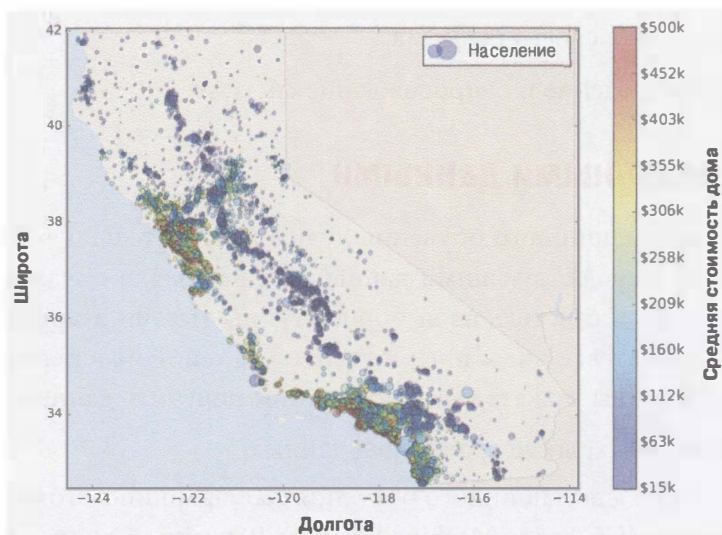 42
40
38
36
34
Широта
−124
−122
−120
−118
−116
−114
Долгота
Население
$500k
$452k
$403k
$355k
$306k
$258k
$209k
$160k
$112k
$63k
$15k
Средняя стоимость дома